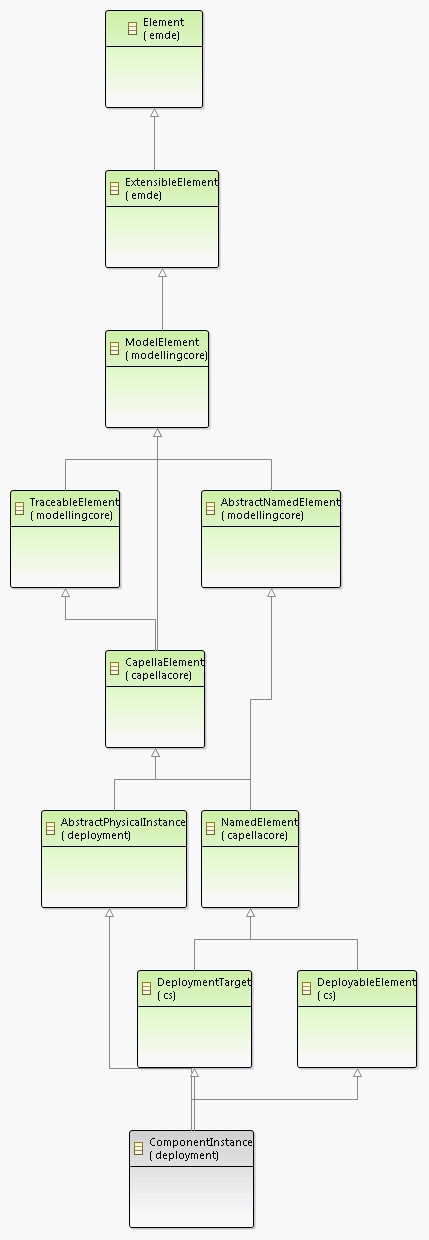 Element
( emde)
ExtensibleElement
( emde)
ModelElement
( modellingcore)
TraceableElement
( modellingcore)
AbstractNamedElement
( modellingcore)
CapellaElement
( capellacore)
AbstractPhysicalInstance
( deployment)
NamedElement
( capellacore)
DeploymentTarget
( cs)
DeployableElement
( cs)
ComponentInstance
( deployment)